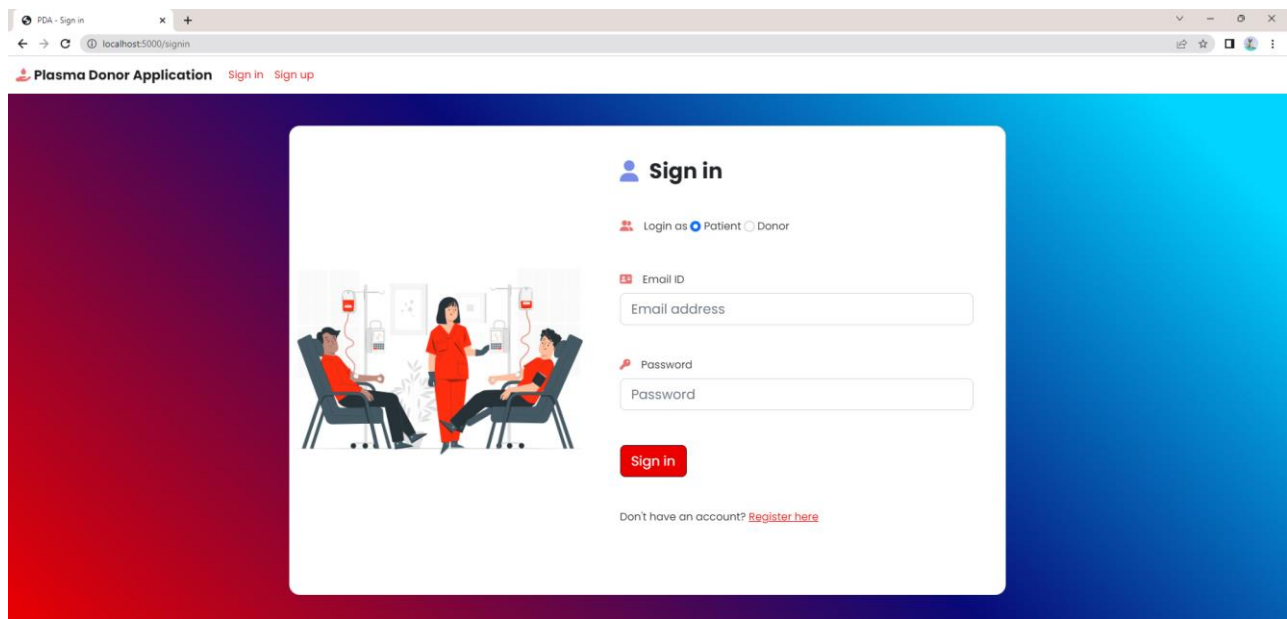 PDA - Sign in
localhost:5000/signin
Plasma Donor Application Sign in Sign up
Sign in
Login as Patient Donor
Email ID
Email address
Password
Password
Sign in
Don't have an account? Register here